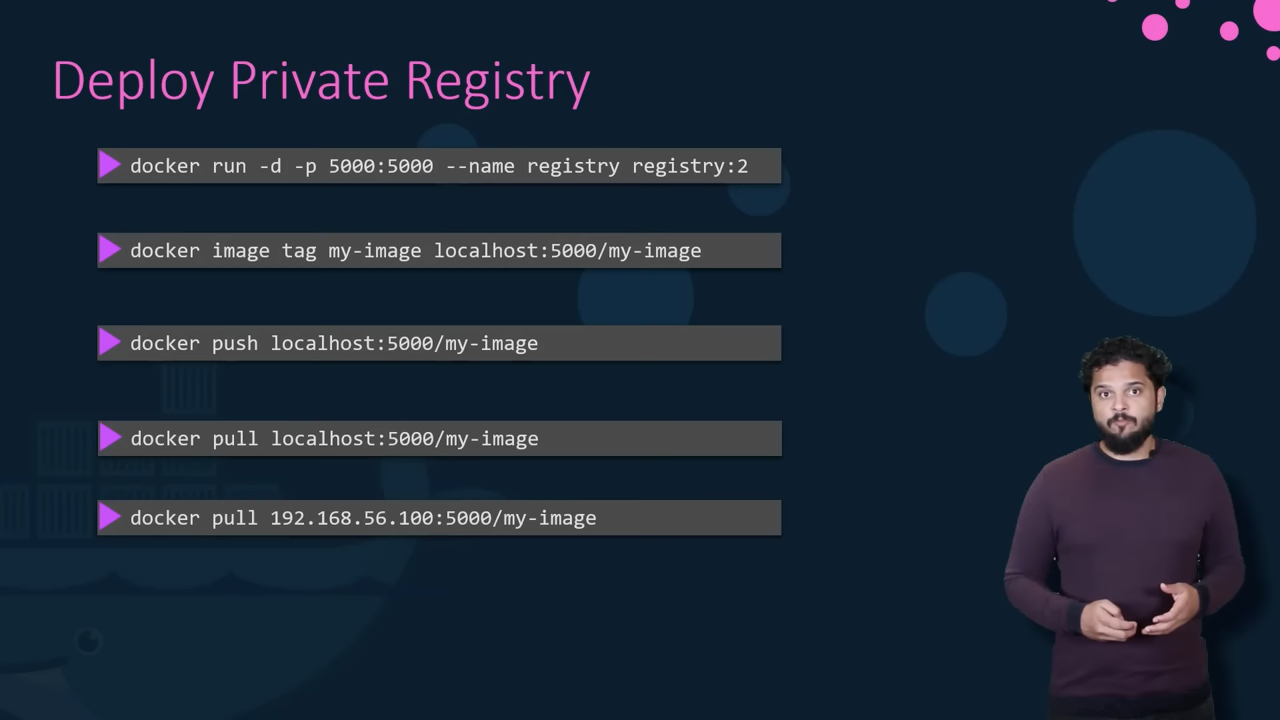 Deploy Private Registry
docker run -d -p 5000:5000 --name registry registry:2
docker image tag my-image localhost:5000/my-image
docker push localhost:5000/my-image
docker pull localhost:5000/my-image
docker pull 192.168.56.100:5000/my-image